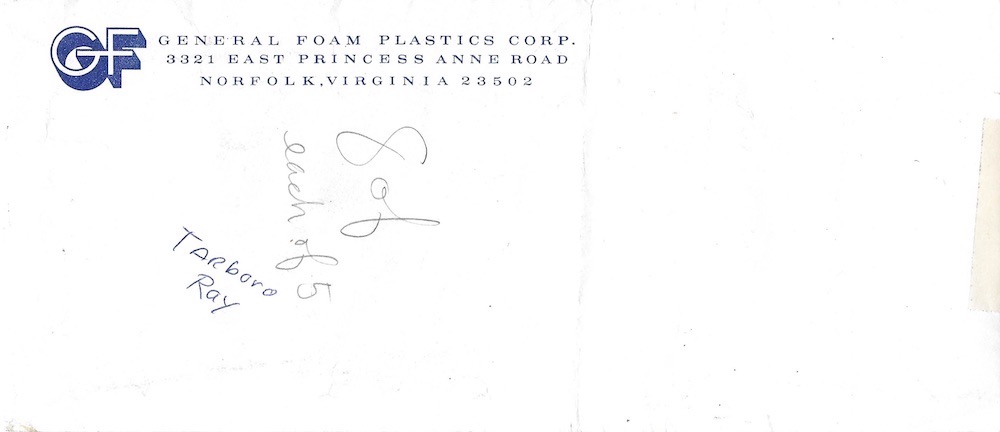 GF GENERAL FOAM PLASTICS CORP.
3321 EAST PRINCESS ANNE ROAD
NORFOLK, VIRGINIA 23502
8 of
each of 5
TARboro
Ray